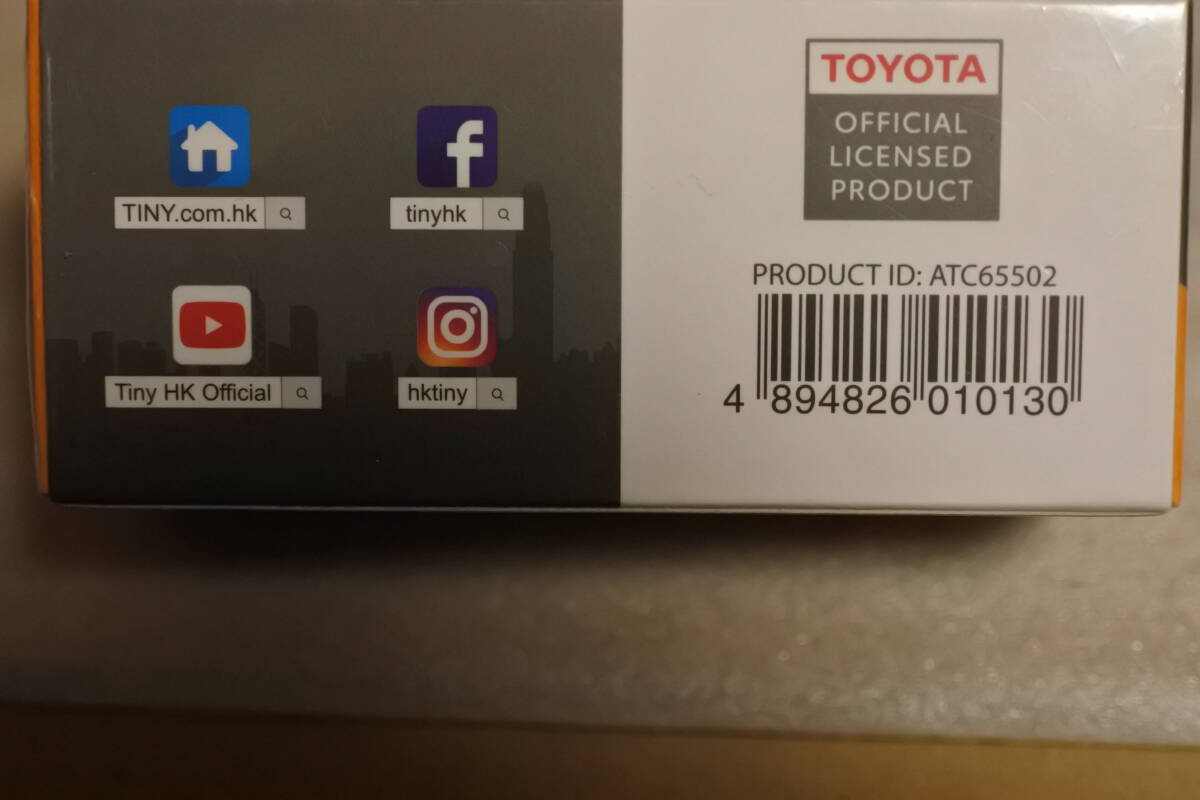 TINY.com.hk
tinyhk
Tiny HK Official
hktiny
TOYOTA
OFFICIAL
LICENSED
PRODUCT
PRODUCT ID: ATC65502
4 894826 010130